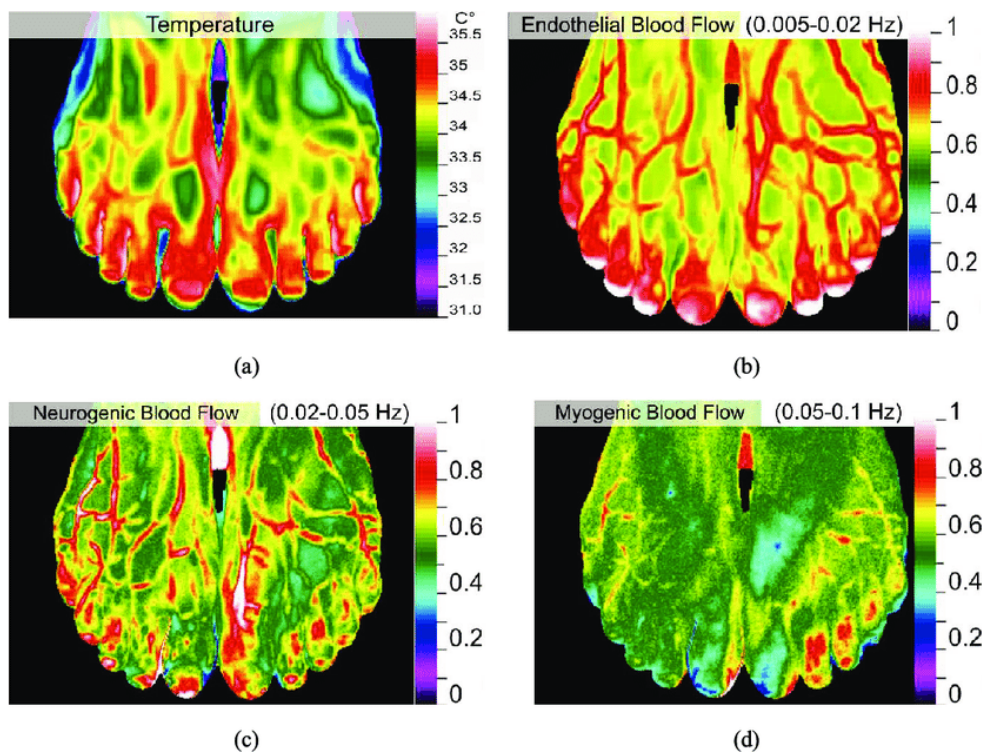 Temperature
C°
35.5
34.5
33.5
33
32.5
32
31.5
31.0
(a)
Endothelial Blood Flow (0.005-0.02 Hz)
1
0.8
0.6
0.4
0.2
0
(b)
Neurogenic Blood Flow (0.02-0.05 Hz)
1
0.8
0.6
0.4
0.2
0
(c)
Myogenic Blood Flow (0.05-0.1 Hz)
1
0.8
0.6
0.4
0.2
0
(d)